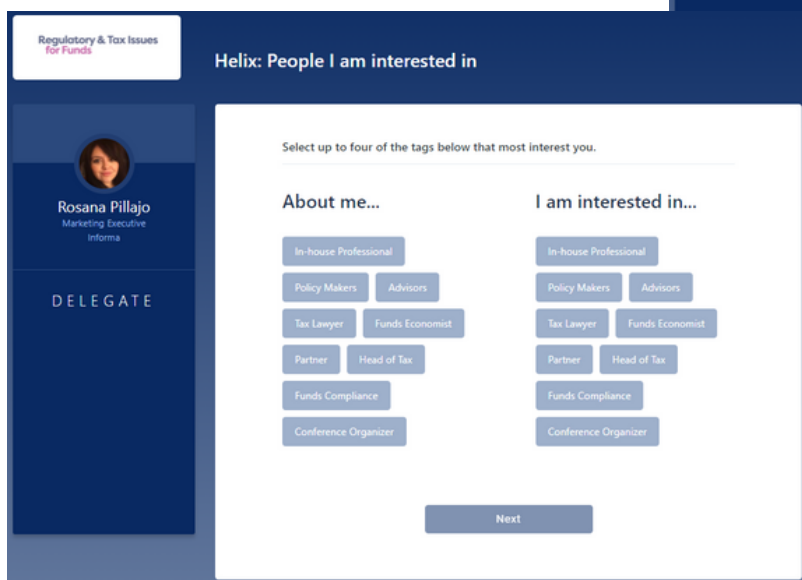 Regulatory & Tax Issues
for Funds
Helix: People I am interested in
Rosana Pillajo
Marketing Executive
Informa
DELEGATE
Select up to four of the tags below that most interest you.
About me...
In-house Professional
Policy Makers Advisors
Tax Lawyer Funds Economist
Partner Head of Tax
Funds Compliance
Conference Organizer
I am interested in...
In-house Professional
Policy Makers Advisors
Tax Lawyer Funds Economist
Partner Head of Tax
Funds Compliance
Conference Organizer
Next